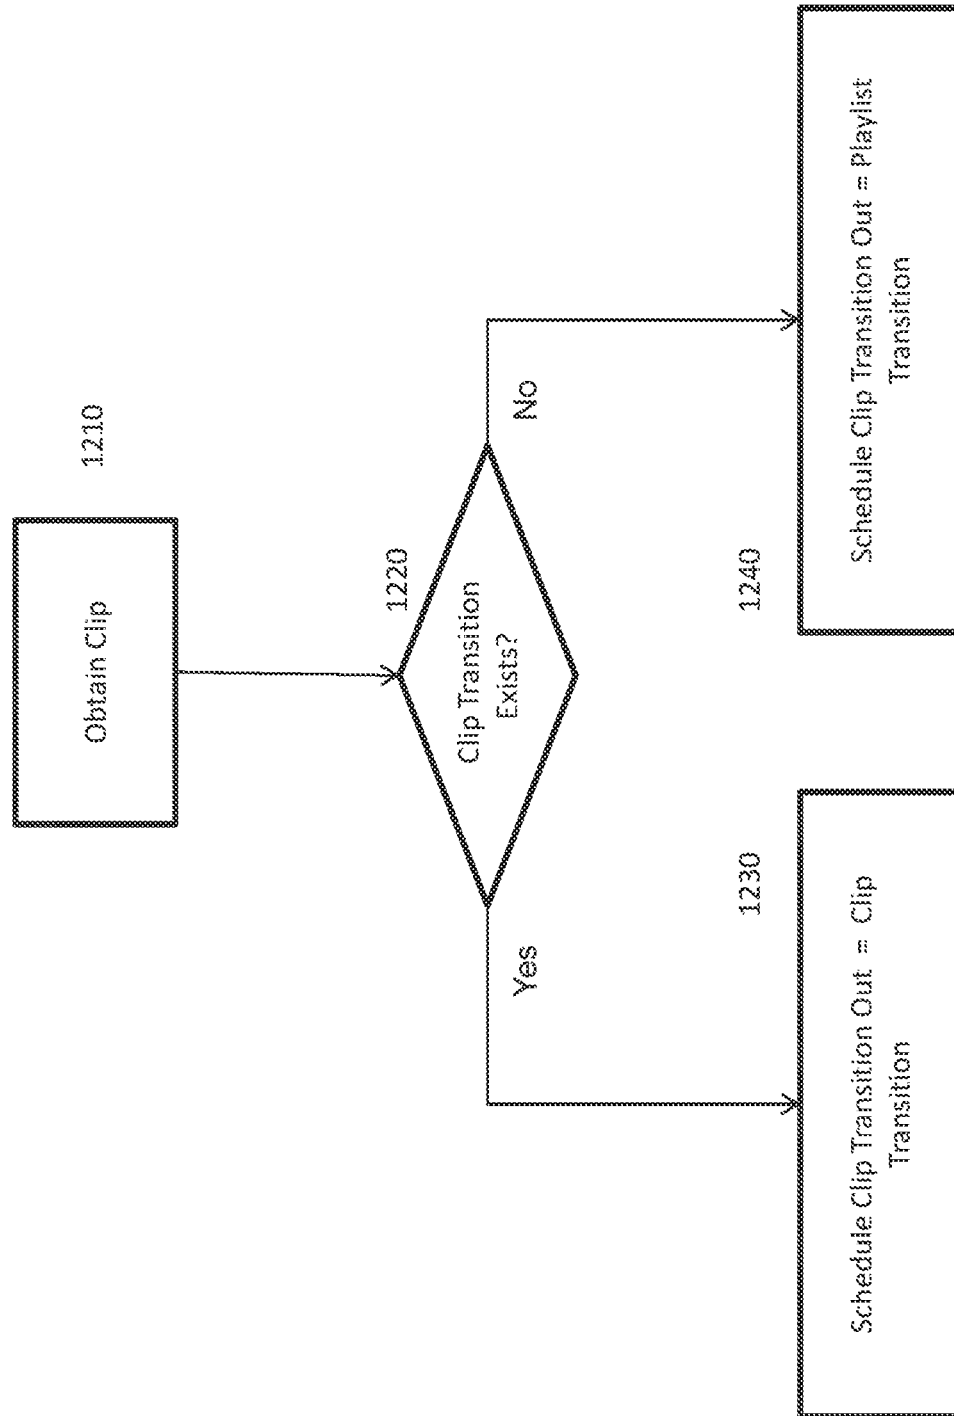 Obtain Clip
1210
Clip Transition
Exists?
1220
Yes
No
Schedule Clip Transition Out = Clip
Transition
1230
Schedule Clip Transition Out = Playlist
Transition
1240